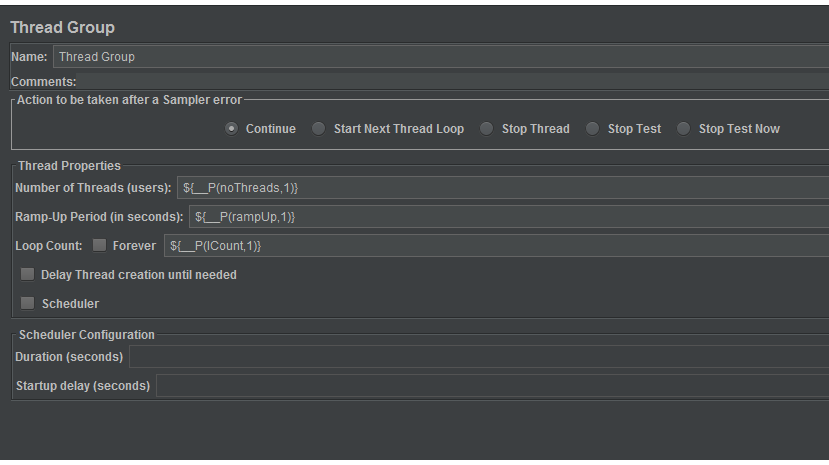 Thread Group
Name: Thread Group
Comments:
Action to be taken after a Sampler error
Continue Start Next Thread Loop Stop Thread Stop Test Stop Test Now
Thread Properties
Number of Threads (users): ${__P(noThreads,1)}
Ramp-Up Period (in seconds): ${__P(rampUp,1)}
Loop Count: Forever ${__P(lCount,1)}
Delay Thread creation until needed
Scheduler
Scheduler Configuration
Duration (seconds)
Startup delay (seconds)